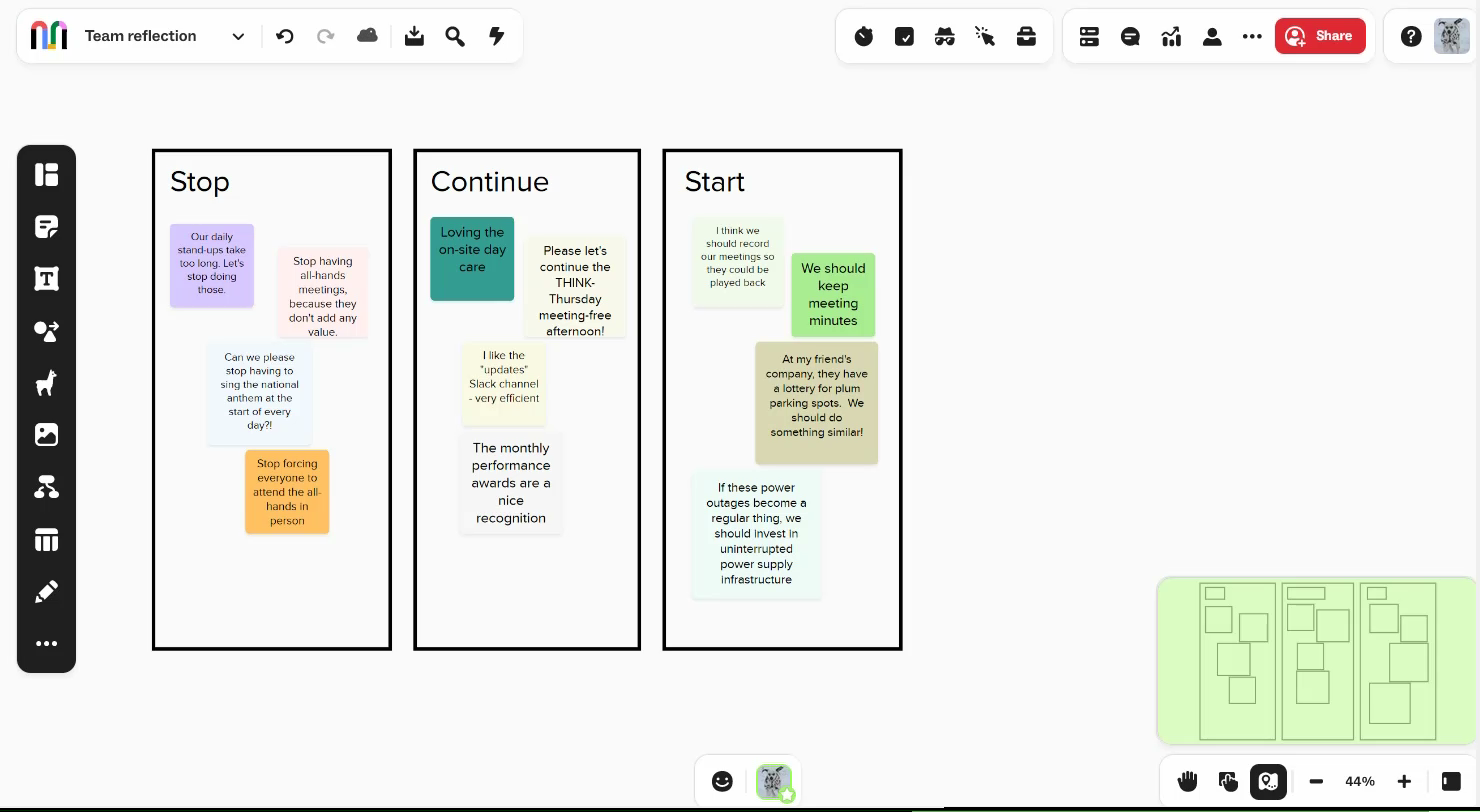 Team reflection
Share
Stop
Our daily
stand-ups take
too long. Let's
stop doing
those.
Stop having
all-hands
meetings,
because they
don't add any
value.
Can we please
stop having to
sing the national
anthem at the
start of every
day?!
Stop forcing
everyone to
attend the all-
hands in
person
Continue
Loving the
on-site day
care
Please let's
continue the
THINK-
Thursday
meeting-free
afternoon!
I like the
"updates"
Slack channel
- very efficient
The monthly
performance
awards are a
nice
recognition
Start
I think we
should record
our meetings so
they could be
played back
We should
keep
meeting
minutes
At my friend's
company, they have
a lottery for plum
parking spots. We
should do
something similar!
If these power
outages become a
regular thing, we
should invest in
uninterrupted
power supply
infrastructure
44%